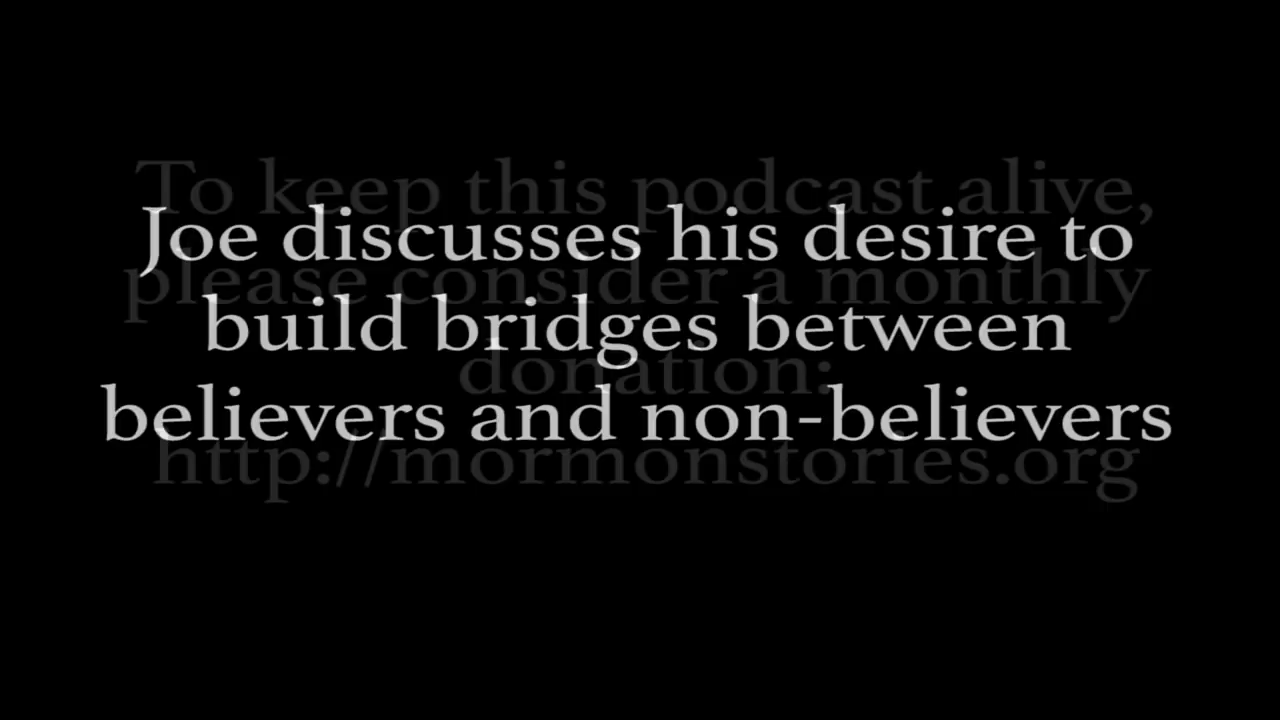 To keep this podcast alive,
please consider a monthly
donation:
http://mormonstories.org
Joe discusses his desire to
build bridges between
believers and non-believers